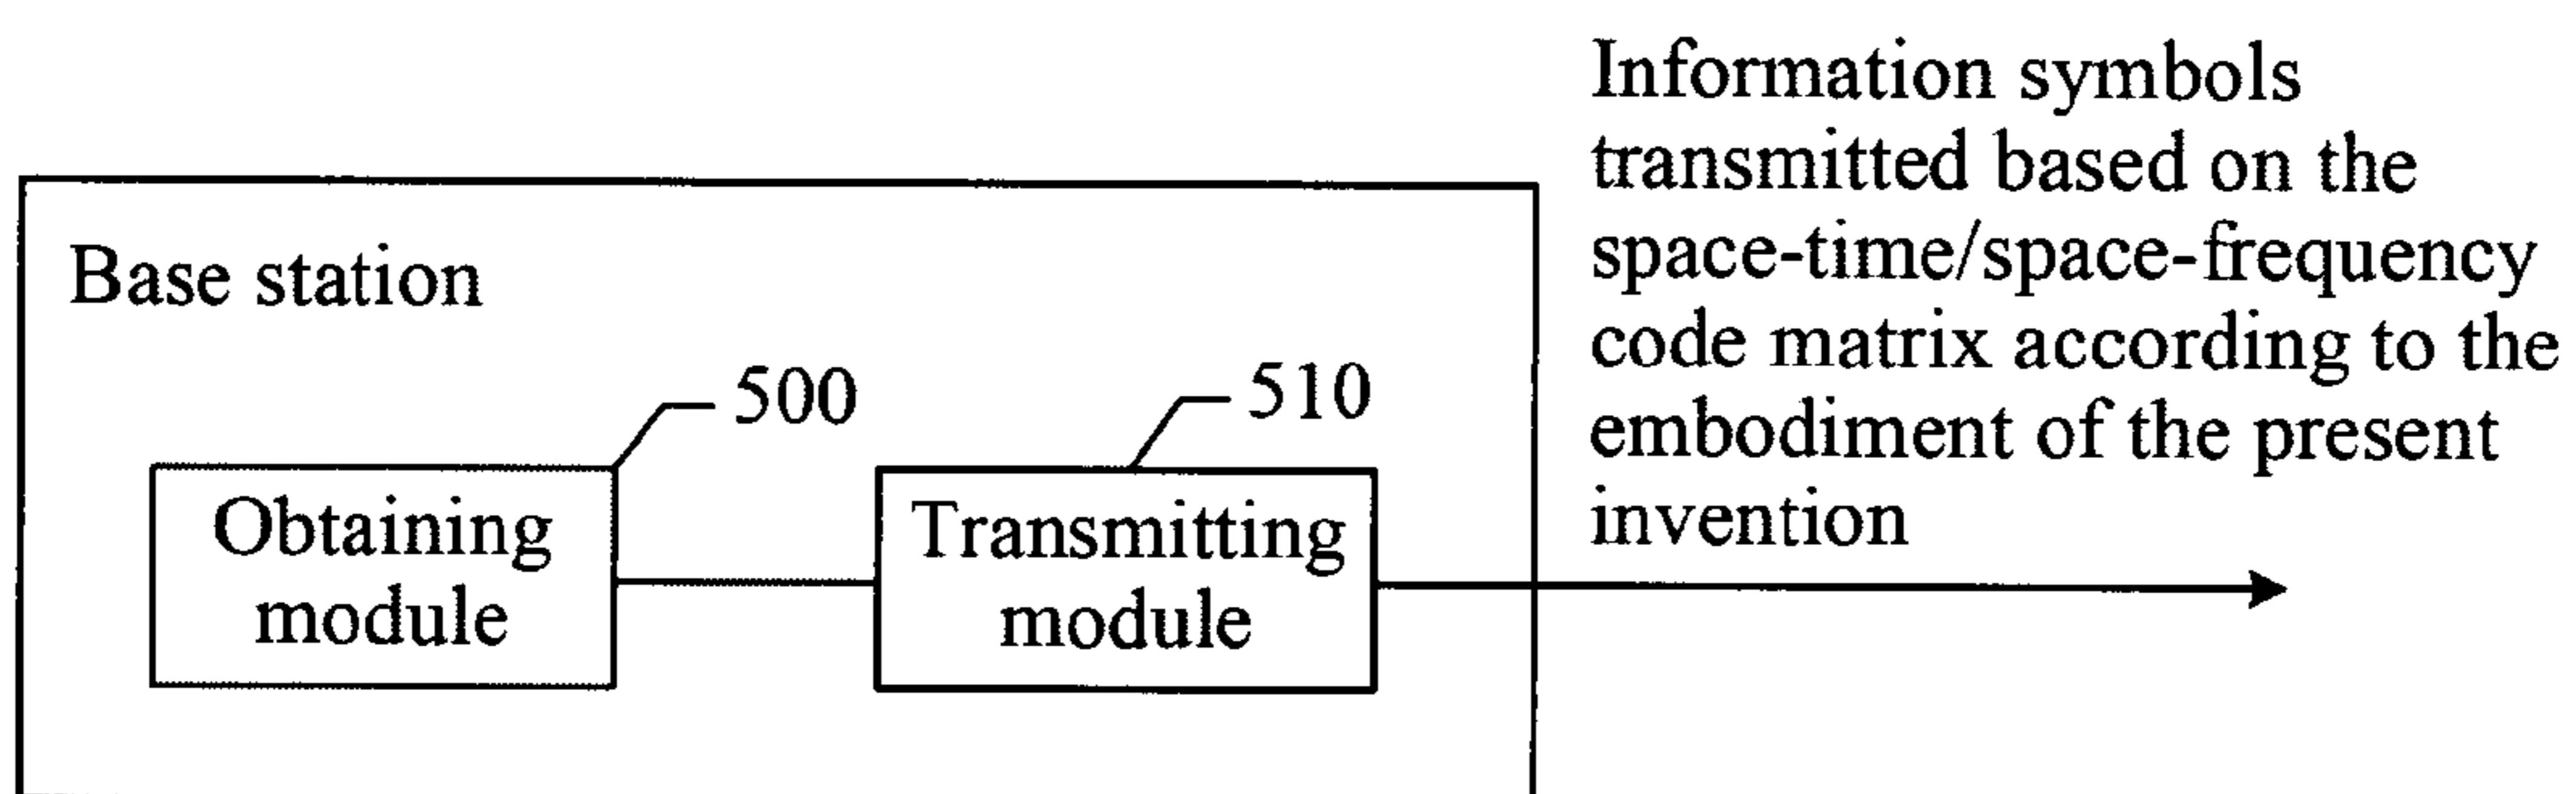 Information symbols
transmitted based on the
space-time/space-frequency
code matrix according to the
embodiment of the present
invention
Base station
500
510
Obtaining
module
Transmitting
module